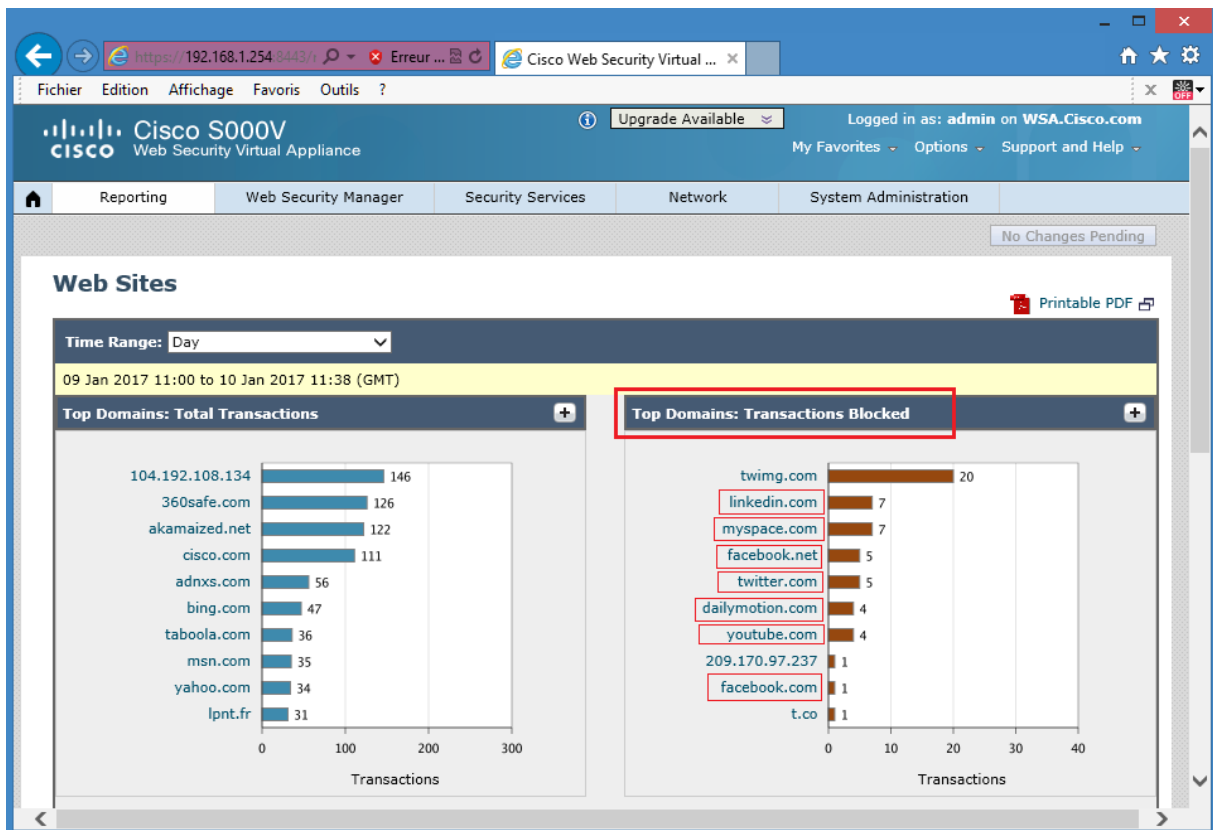 https://192.168.1.254:8443/r
Erreur ...
Cisco Web Security Virtual ...
Fichier Edition Affichage Favoris Outils ?
OFF
CISCO
Cisco S000V
Web Security Virtual Appliance
Upgrade Available
Logged in as: admin on WSA.Cisco.com
My Favorites Options Support and Help
Reporting Web Security Manager Security Services Network System Administration
No Changes Pending
Web Sites
Printable PDF
Time Range: Day
09 Jan 2017 11:00 to 10 Jan 2017 11:38 (GMT)
Top Domains: Total Transactions
104.192.108.134 146
360safe.com 126
akamaized.net 122
cisco.com 111
adnxs.com 56
bing.com 47
taboola.com 36
msn.com 35
yahoo.com 34
lpnt.fr 31
0 100 200 300
Transactions
Top Domains: Transactions Blocked
twimg.com 20
linkedin.com 7
myspace.com 7
facebook.net 5
twitter.com 5
dailymotion.com 4
youtube.com 4
209.170.97.237 1
facebook.com 1
t.co 1
0 10 20 30 40
Transactions